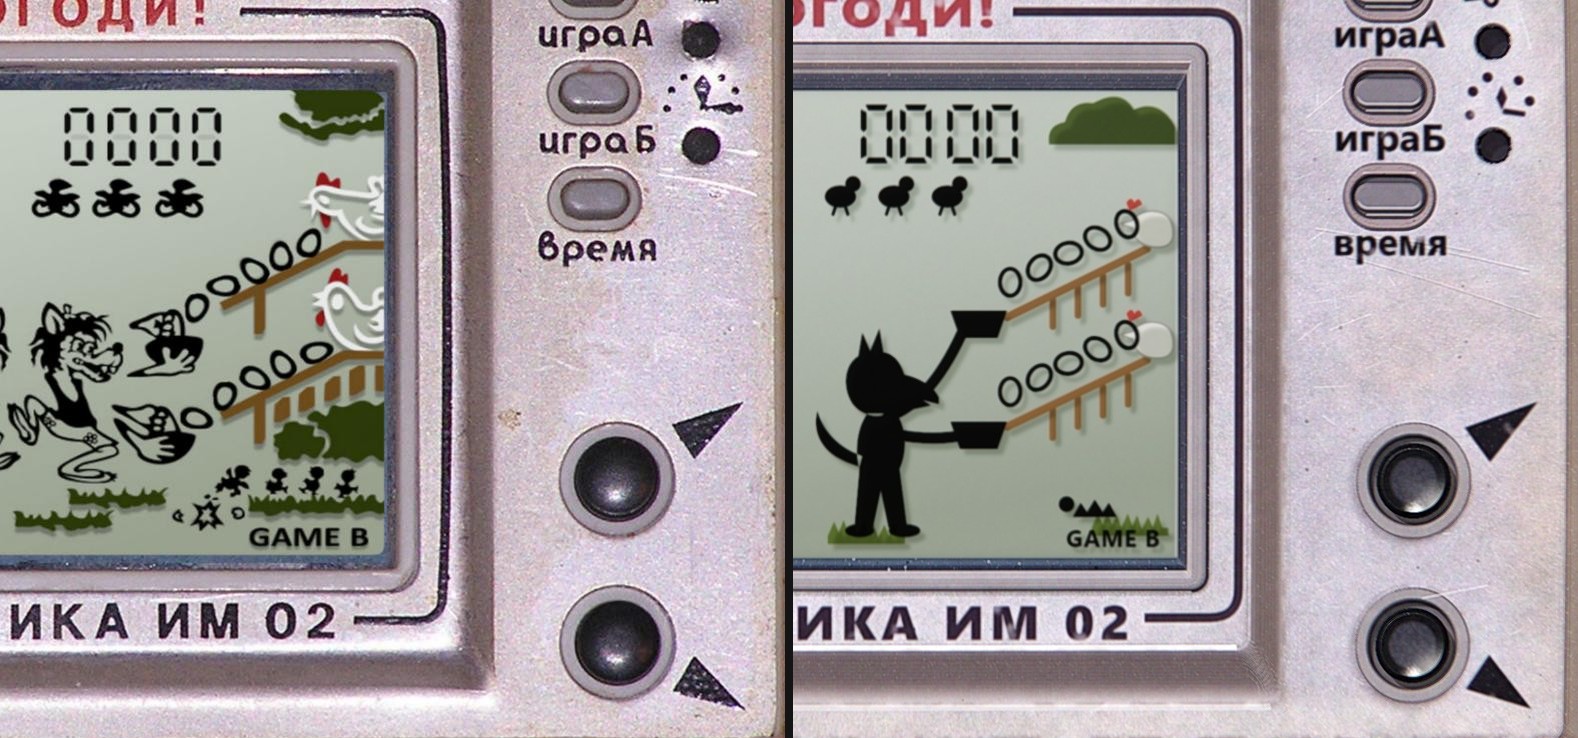 ОГОДИ!
играА
играБ
время
0000
GAME B
ИКА ИМ 02
ОГОДИ!
играА
играБ
время
0000
GAME B
ИКА ИМ 02